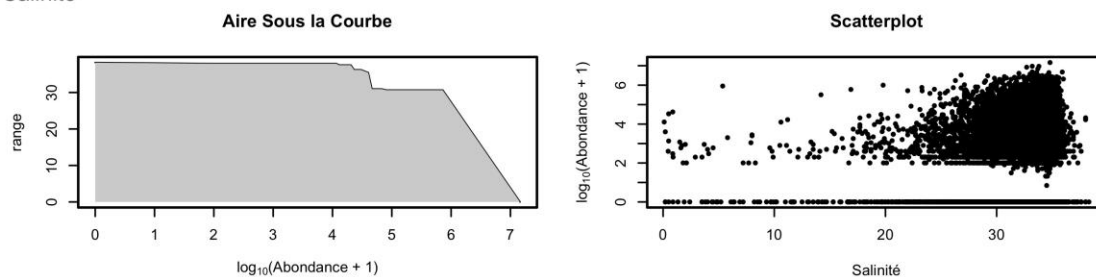 Salinité
Aire Sous la Courbe
range
0 10 20 30
0 1 2 3 4 5 6 7
log₁₀(Abondance + 1)
Scatterplot
log₁₀(Abondance + 1)
0 2 4 6
0 10 20 30
Salinité